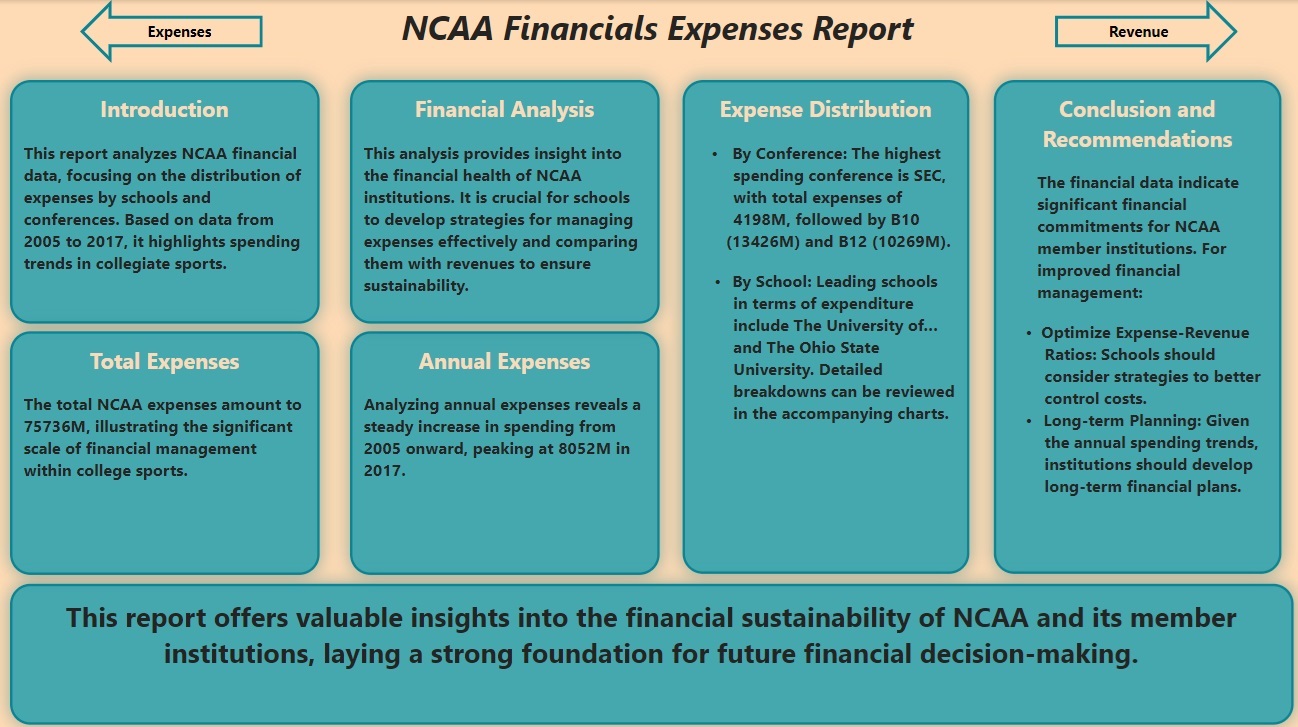 Expenses
NCAA Financials Expenses Report
Revenue
Introduction
This report analyzes NCAA financial
data, focusing on the distribution of
expenses by schools and
conferences. Based on data from
2005 to 2017, it highlights spending
trends in collegiate sports.
Total Expenses
The total NCAA expenses amount to
75736M, illustrating the significant
scale of financial management
within college sports.
Financial Analysis
This analysis provides insight into
the financial health of NCAA
institutions. It is crucial for schools
to develop strategies for managing
expenses effectively and comparing
them with revenues to ensure
sustainability.
Annual Expenses
Analyzing annual expenses reveals a
steady increase in spending from
2005 onward, peaking at 8052M in
2017.
Expense Distribution
• By Conference: The highest
spending conference is SEC,
with total expenses of
4198M, followed by B10
(13426M) and B12 (10269M).
• By School: Leading schools
in terms of expenditure
include The University of...
and The Ohio State
University. Detailed
breakdowns can be reviewed
in the accompanying charts.
Conclusion and
Recommendations
The financial data indicate
significant financial
commitments for NCAA
member institutions. For
improved financial
management:
• Optimize Expense-Revenue
Ratios: Schools should
consider strategies to better
control costs.
• Long-term Planning: Given
the annual spending trends,
institutions should develop
long-term financial plans.
This report offers valuable insights into the financial sustainability of NCAA and its member
institutions, laying a strong foundation for future financial decision-making.